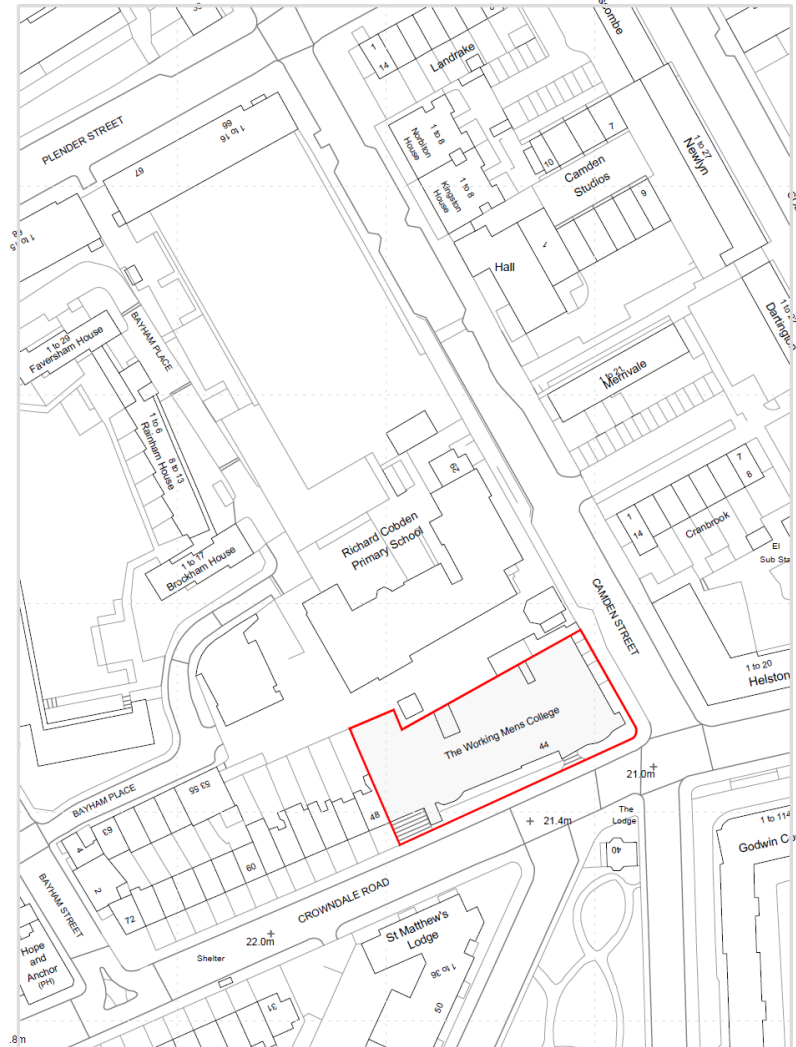 ombe
1
14
Landrake
PLENDER STREET
66
1 to 16
67
Norbiton
House
1 to 8
Kingston
House
1 to 8
7
10
Camden
Studios
Newlyn
1 to 27
9
Hall
BAYHAM PLACE
1 to 29
Faversham House
1 to 6
Rainham House
8 to 13
Dartington
1 to 21
Merrivale
62
Richard Cobden
Primary School
1 to 17
Brockham House
7
8
1
14
Cranbrook
El
Sub Sta
CAMDEN STREET
1 to 20
Helston
The Working Mens College
44
21.0m
BAYHAM PLACE
53 55
63
4
2
48
60
72
21.4m
The
Lodge
40
1 to 114
Godwin Co
BAYHAM STREET
CROWNDALE ROAD
22.0m
Shelter
St Matthew's
Lodge
1 to 36
50
Hope
and
Anchor
(PH)
31
.8m